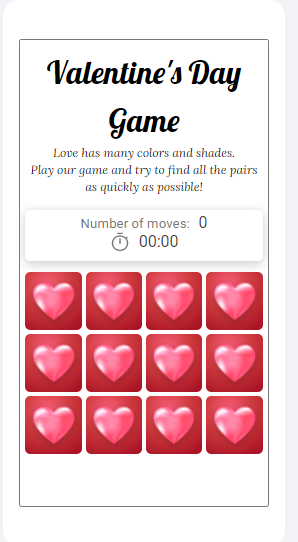 Valentine's Day
Game
Love has many colors and shades.
Play our game and try to find all the pairs
as quickly as possible!
Number of moves: 0
00:00